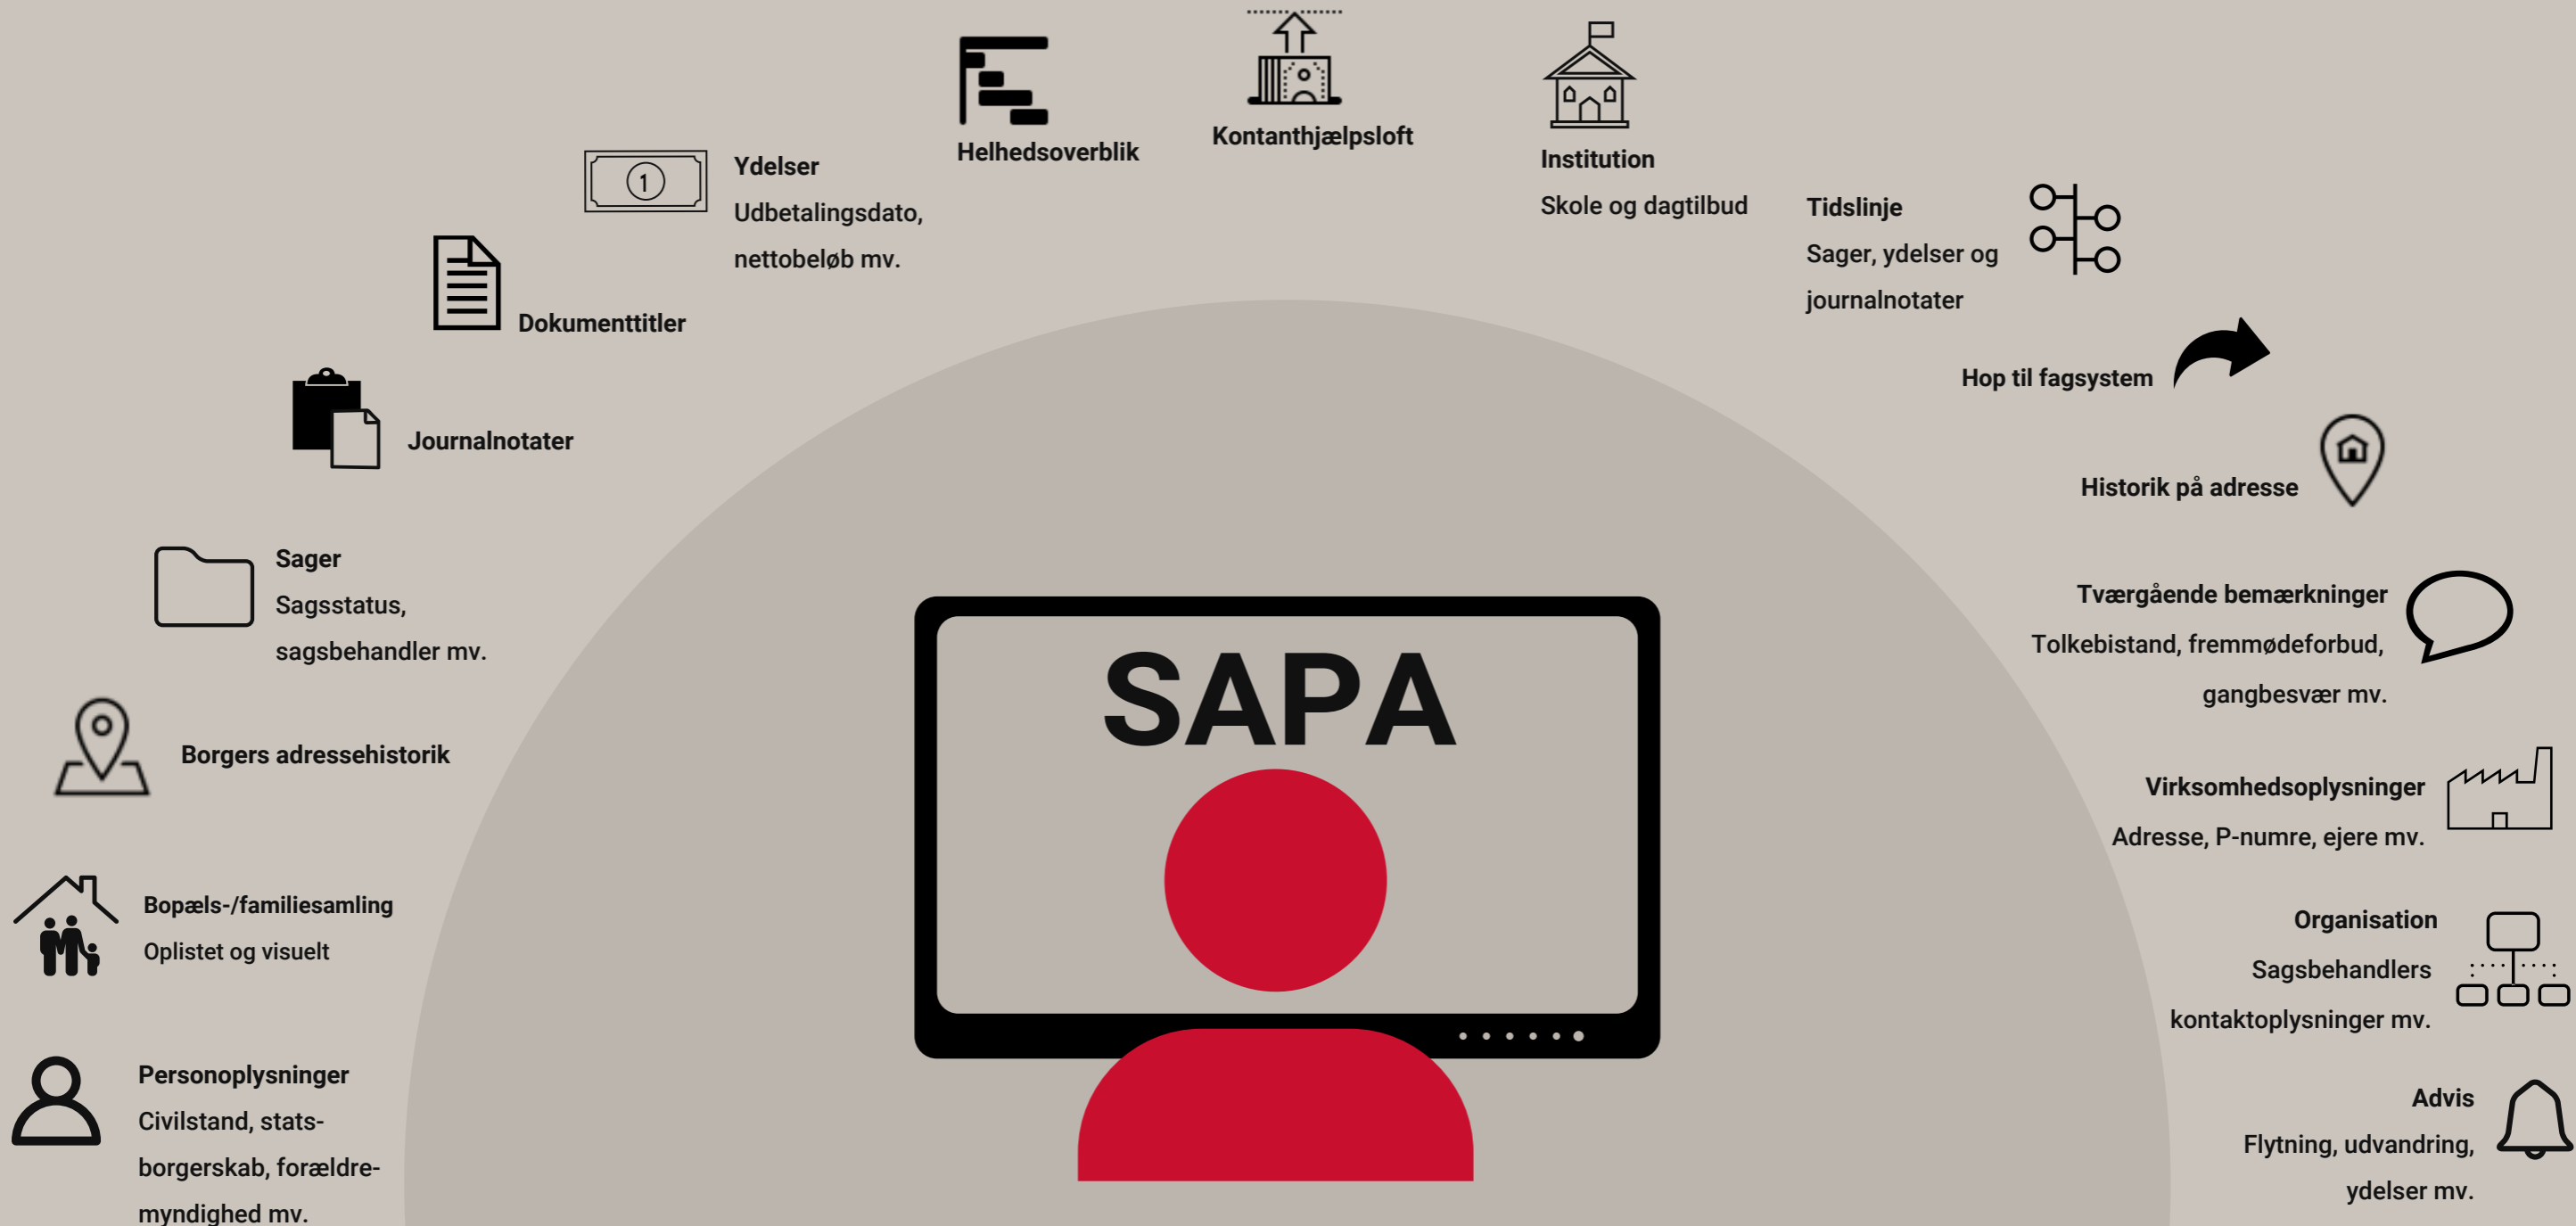 Helhedsoverblik
Kontanthjælpsloft
Institution
Skole og dagtilbud
Ydelser
Udbetalingsdato,
nettobeløb mv.
Tidslinje
Sager, ydelser og
journalnotater
Dokumenttitler
Hop til fagsystem
Journalnotater
Historik på adresse
Sager
Sagsstatus,
sagsbehandler mv.
Tværgående bemærkninger
Tolkebistand, fremmødeforbud,
gangbesvær mv.
SAPA
Borgers adressehistorik
Virksomhedsoplysninger
Adresse, P-numre, ejere mv.
Bopæls-/familiesamling
Oplistet og visuelt
Organisation
Sagsbehandlers
kontaktoplysninger mv.
Personoplysninger
Civilstand, stats-
borgerskab, forældre-
myndighed mv.
Advis
Flytning, udvandring,
ydelser mv.
1